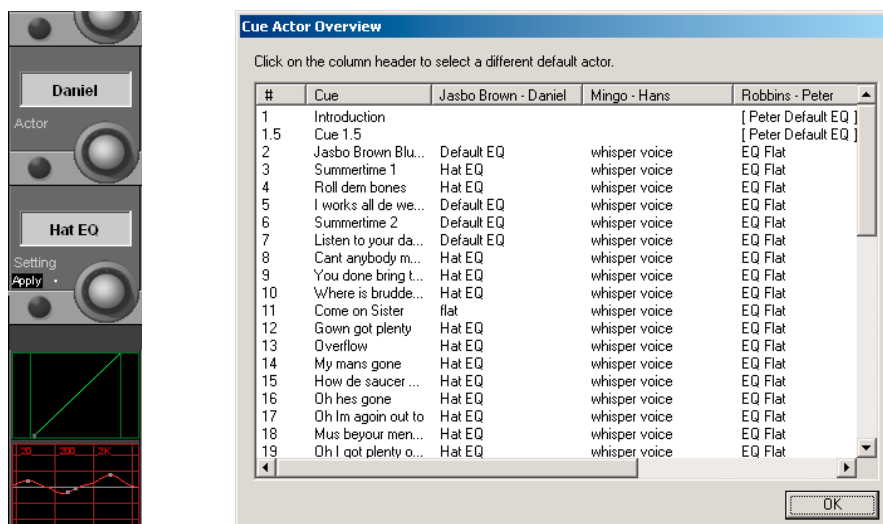 Daniel
Actor
Hat EQ
Setting
Apply
20 200 2K
Cue Actor Overview
Click on the column header to select a different default actor.
# Cue Jasbo Brown - Daniel Mingo - Hans Robbins - Peter
1 Introduction [ Peter Default EQ ]
1.5 Cue 1.5 [ Peter Default EQ ]
2 Jasbo Brown Blu... Default EQ whisper voice EQ Flat
3 Summertime 1 Hat EQ whisper voice EQ Flat
4 Roll dem bones Hat EQ whisper voice EQ Flat
5 I works all de we... Default EQ whisper voice EQ Flat
6 Summertime 2 Default EQ whisper voice EQ Flat
7 Listen to your da... Default EQ whisper voice EQ Flat
8 Cant anybody m... Hat EQ whisper voice EQ Flat
9 You done bring t... Hat EQ whisper voice EQ Flat
10 Where is brudde... Hat EQ whisper voice EQ Flat
11 Come on Sister flat whisper voice EQ Flat
12 Gown got plenty Hat EQ whisper voice EQ Flat
13 Overflow Hat EQ whisper voice EQ Flat
14 My mans gone Hat EQ whisper voice EQ Flat
15 How de saucer ... Hat EQ whisper voice EQ Flat
16 Oh hes gone Hat EQ whisper voice EQ Flat
17 Oh Im agoin out to Hat EQ whisper voice EQ Flat
18 Mus beyour men... Hat EQ whisper voice EQ Flat
19 Oh I got plenty o... Hat EQ whisper voice EQ Flat
OK